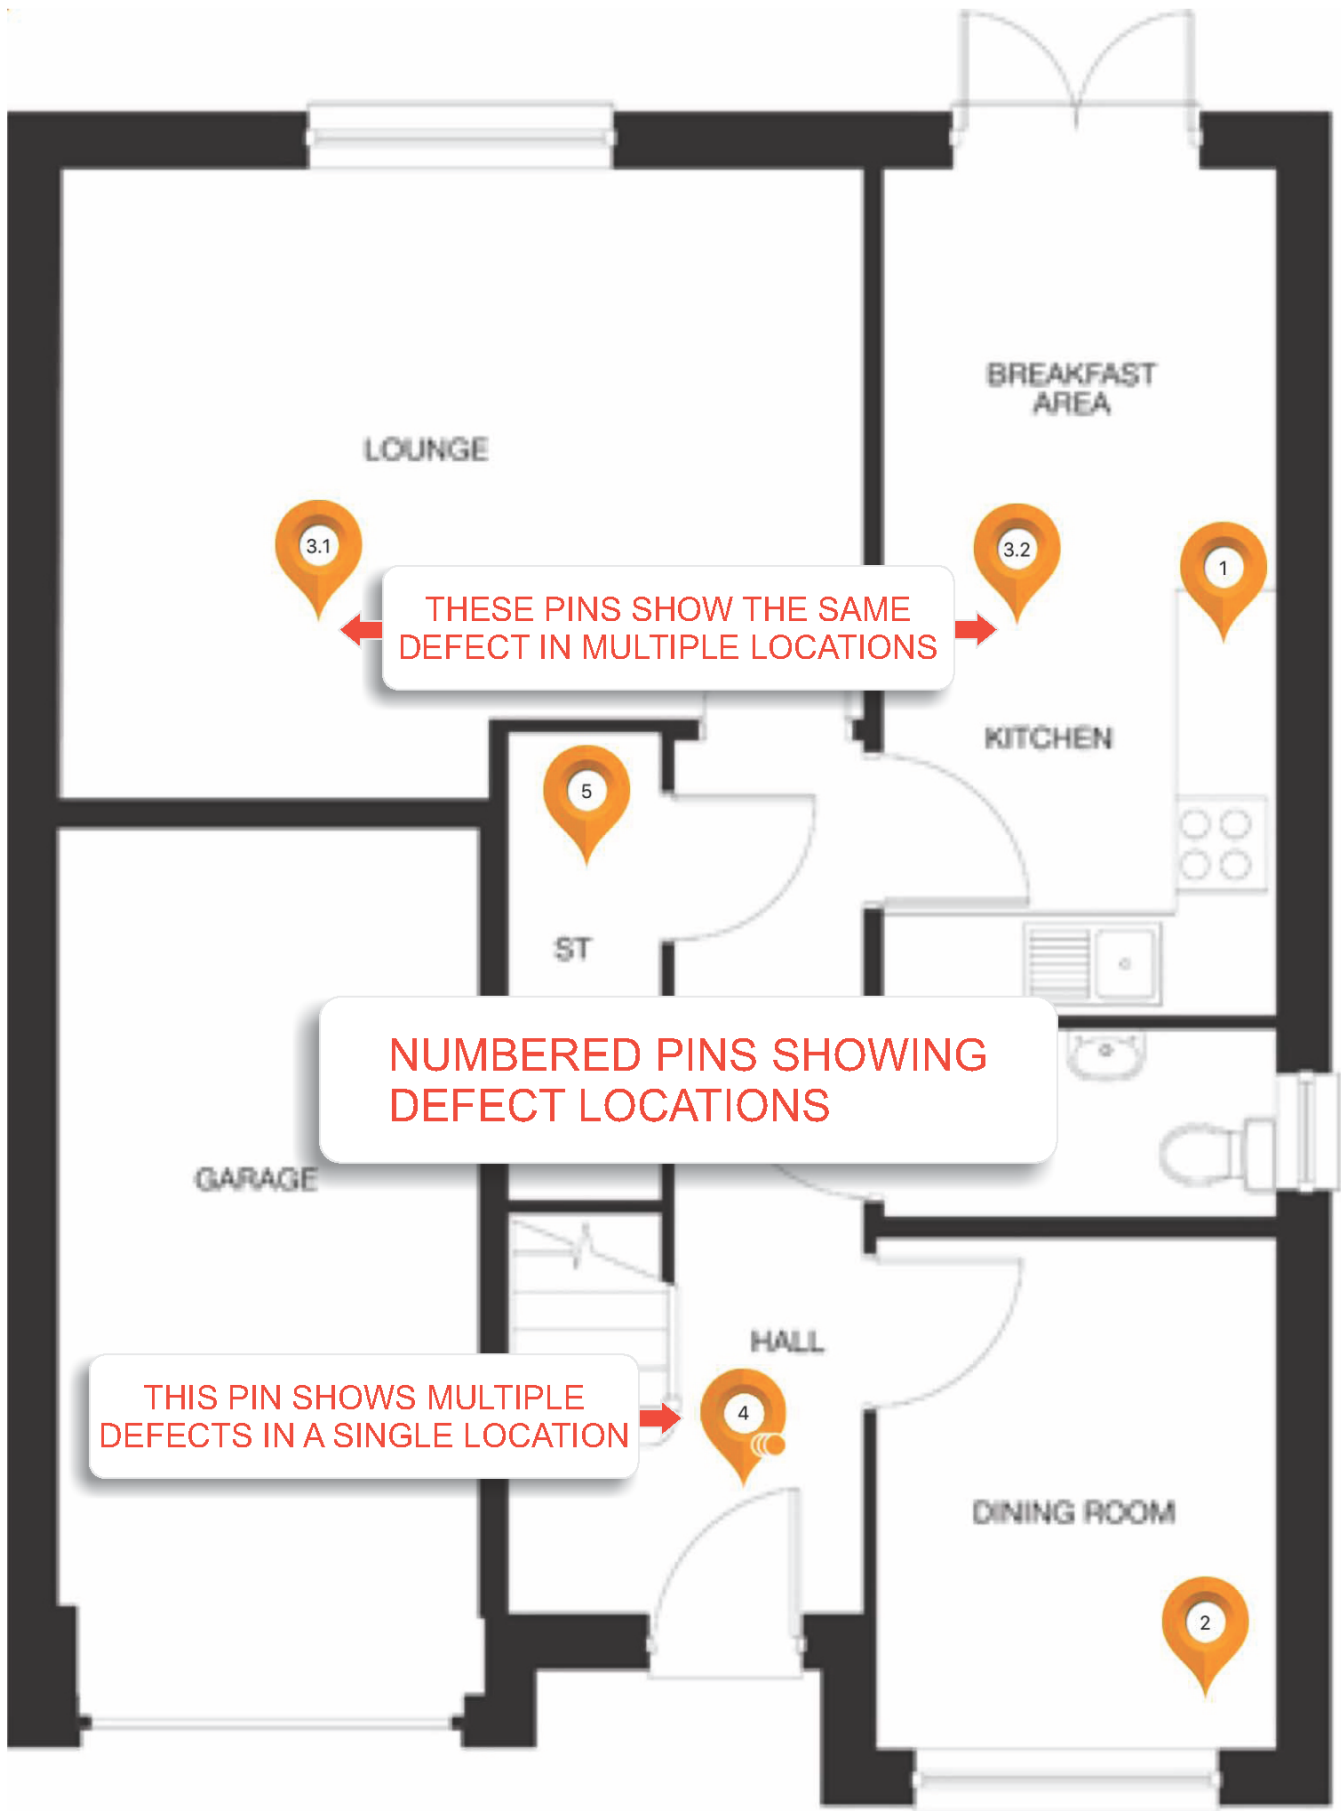 BREAKFAST
AREA
LOUNGE
3.1
3.2
1
THESE PINS SHOW THE SAME
DEFECT IN MULTIPLE LOCATIONS
KITCHEN
5
ST
NUMBERED PINS SHOWING
DEFECT LOCATIONS
GARAGE
HALL
THIS PIN SHOWS MULTIPLE
DEFECTS IN A SINGLE LOCATION
4
DINING ROOM
2